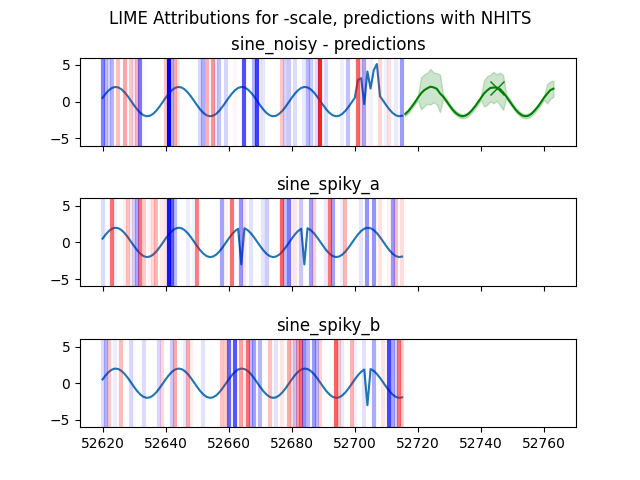 LIME Attributions for -scale, predictions with NHITS
sine_noisy - predictions
5
0
−5
sine_spiky_a
5
0
−5
sine_spiky_b
5
0
−5
52620 52640 52660 52680 52700 52720 52740 52760